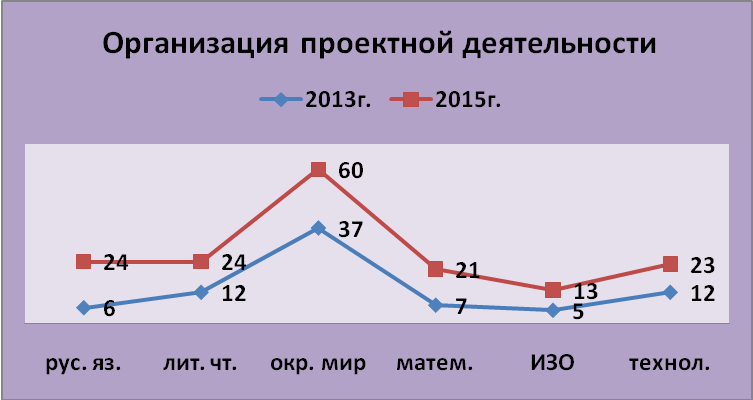 Организация проектной деятельности
2013г. 2015г.
60
37
24 24 21 23
13
6 12 7 5 12
рус. яз. лит. чт. окр. мир матем. ИЗО технол.